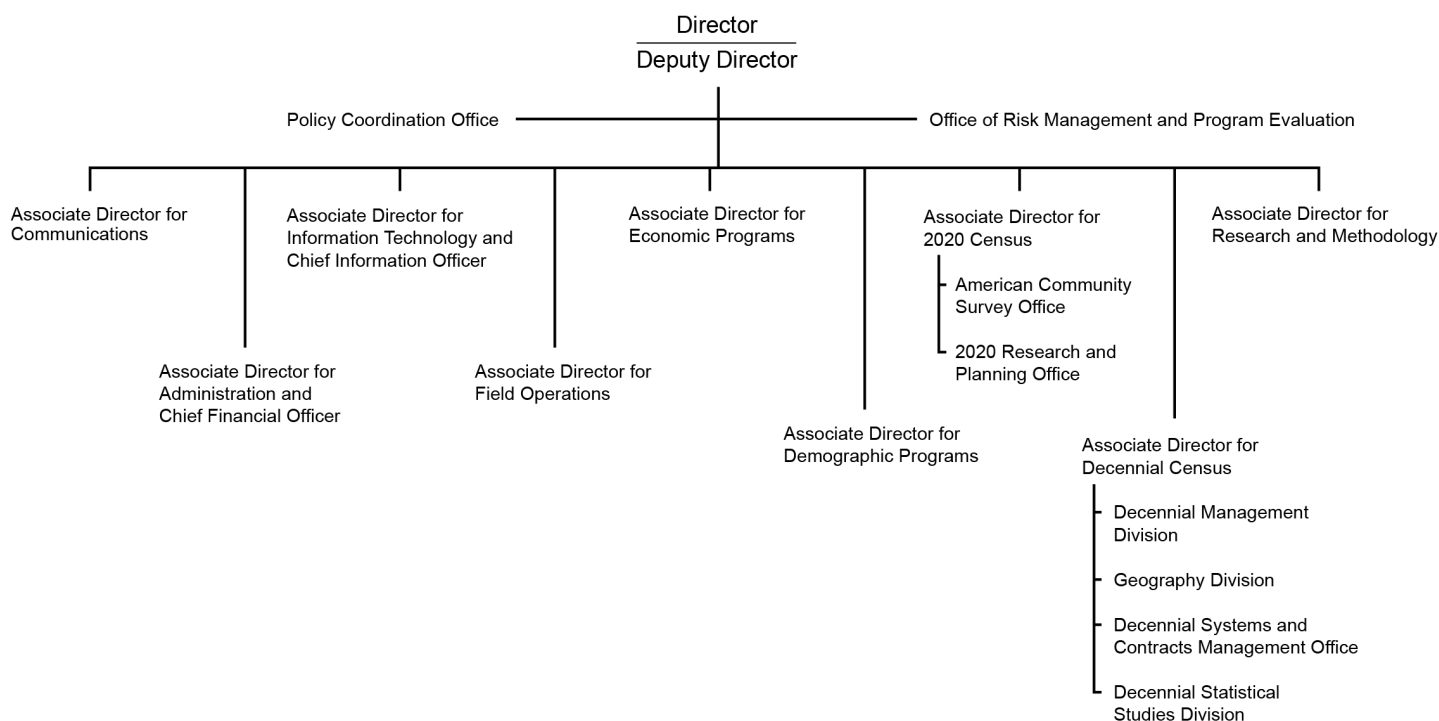 Director
Deputy Director
Policy Coordination Office
Office of Risk Management and Program Evaluation
Associate Director for
Communications
Associate Director for
Administration and
Chief Financial Officer
Associate Director for
Information Technology and
Chief Information Officer
Associate Director for
Field Operations
Associate Director for
Economic Programs
Associate Director for
Demographic Programs
Associate Director for
2020 Census
American Community
Survey Office
2020 Research and
Planning Office
Associate Director for
Decennial Census
Decennial Management
Division
Geography Division
Decennial Systems and
Contracts Management Office
Decennial Statistical
Studies Division
Associate Director for
Research and Methodology